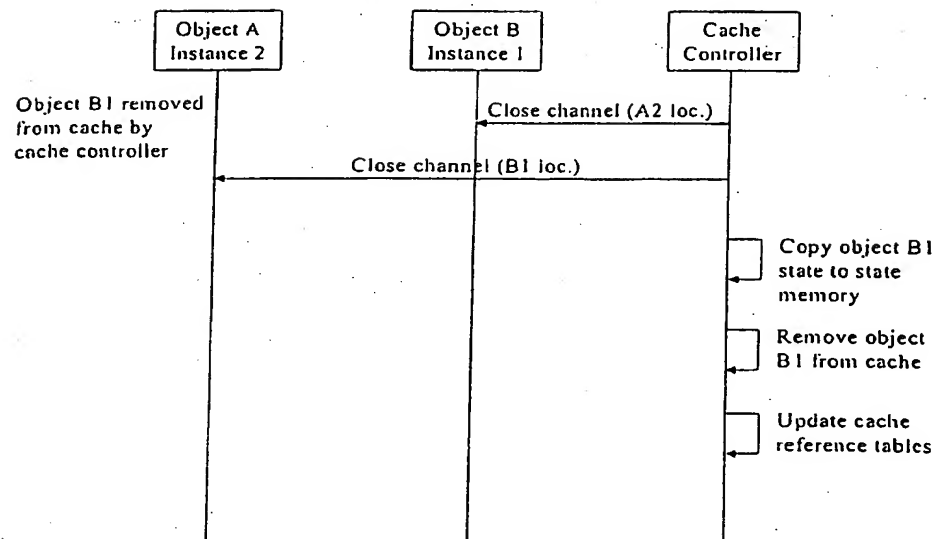 Object A
Instance 2
Object B
Instance 1
Cache
Controller
Object B1 removed
from cache by
cache controller
Close channel (A2 loc.)
Close channel (B1 loc.)
Copy object B1
state to state
memory
Remove object
B1 from cache
Update cache
reference tables